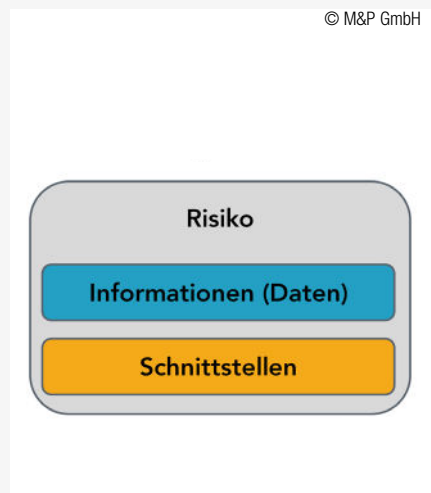 © M&P GmbH
Risiko
Informationen (Daten)
Schnittstellen